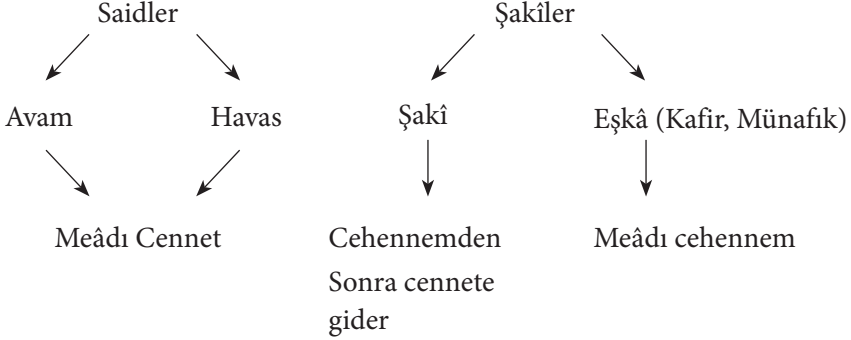 Saidler
Şakîler
Avam
Havas
Şakî
Eşkâ (Kafir, Münafık)
Meâdı Cennet
Cehennemden
Sonra cennete
gider
Meâdı cehennem